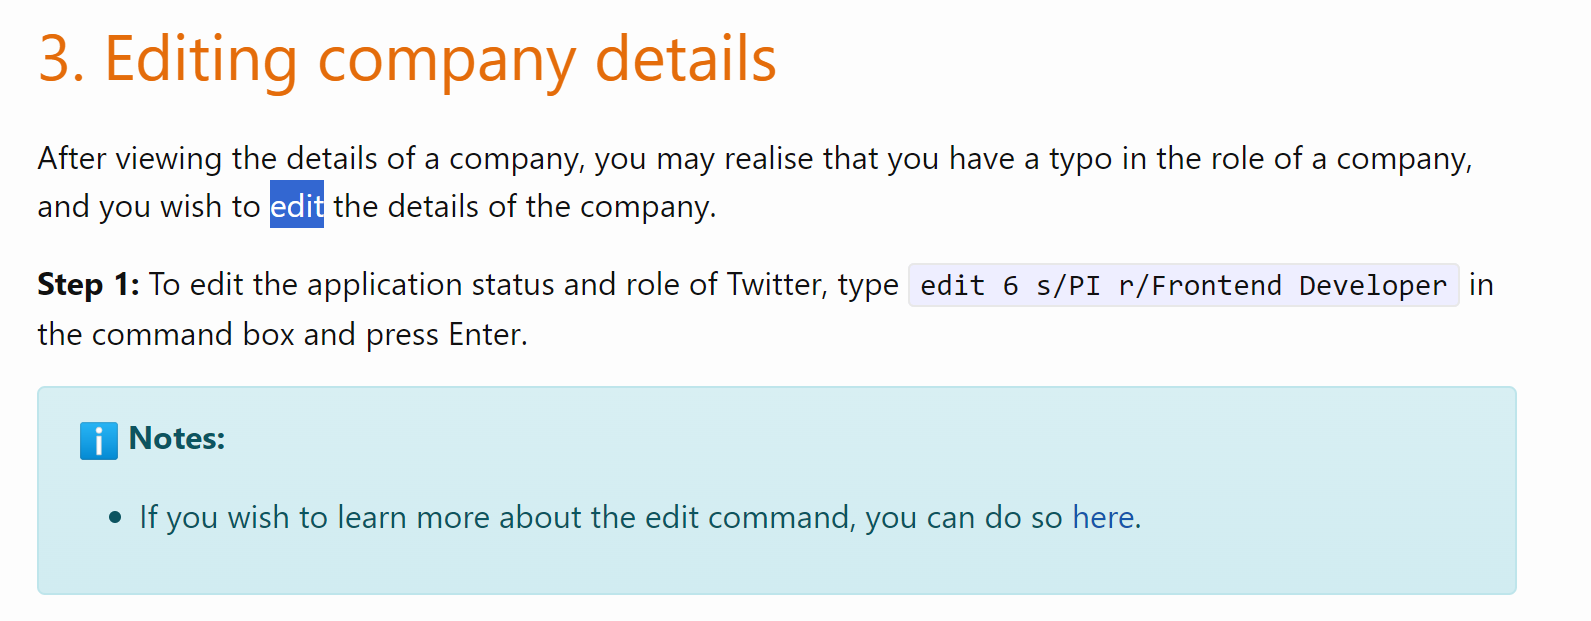 3. Editing company details
After viewing the details of a company, you may realise that you have a typo in the role of a company,
and you wish to edit the details of the company.
Step 1: To edit the application status and role of Twitter, type edit 6 s/PI r/Frontend Developer in
the command box and press Enter.
Notes:
• If you wish to learn more about the edit command, you can do so here.